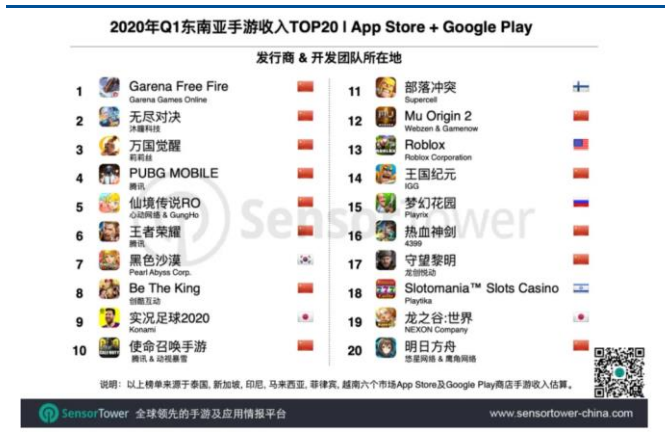 2020年Q1东南亚手游收入TOP20 | App Store + Google Play
发行商 & 开发团队所在地
1 Garena Free Fire
Garena Games Online
2 无尽对决
沐瞳科技
3 万国觉醒
莉莉丝
4 PUBG MOBILE
腾讯
5 仙境传说RO
心动网络 & GungHo
6 王者荣耀
腾讯
7 黑色沙漠
Pearl Abyss Corp.
8 Be The King
创酷互动
9 实况足球2020
Konami
10 使命召唤手游
腾讯 & 动视暴雪
11 部落冲突
Supercell
12 Mu Origin 2
Webzen & Gamenow
13 Roblox
Roblox Corporation
14 王国纪元
IGG
15 梦幻花园
Playrix
16 热血神剑
4399
17 守望黎明
龙创悦动
18 Slotomania™ Slots Casino
Playtika
19 龙之谷:世界
NEXON Company
20 明日方舟
悠星网络 & 鹰角网络
SensorTower
说明：以上榜单来源于泰国, 新加坡, 印尼, 马来西亚, 菲律宾, 越南六个市场App Store及Google Play商店手游收入估算。
SensorTower 全球领先的手游及应用情报平台
www.sensortower-china.com